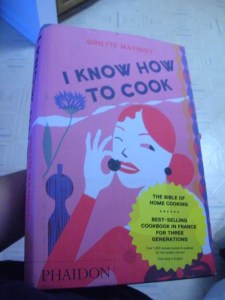 GINETTE MATHIOT
I KNOW HOW
TO COOK
THE BIBLE OF
HOME COOKING
BEST-SELLING
COOKBOOK IN FRANCE
FOR THREE
GENERATIONS
PHAIDON